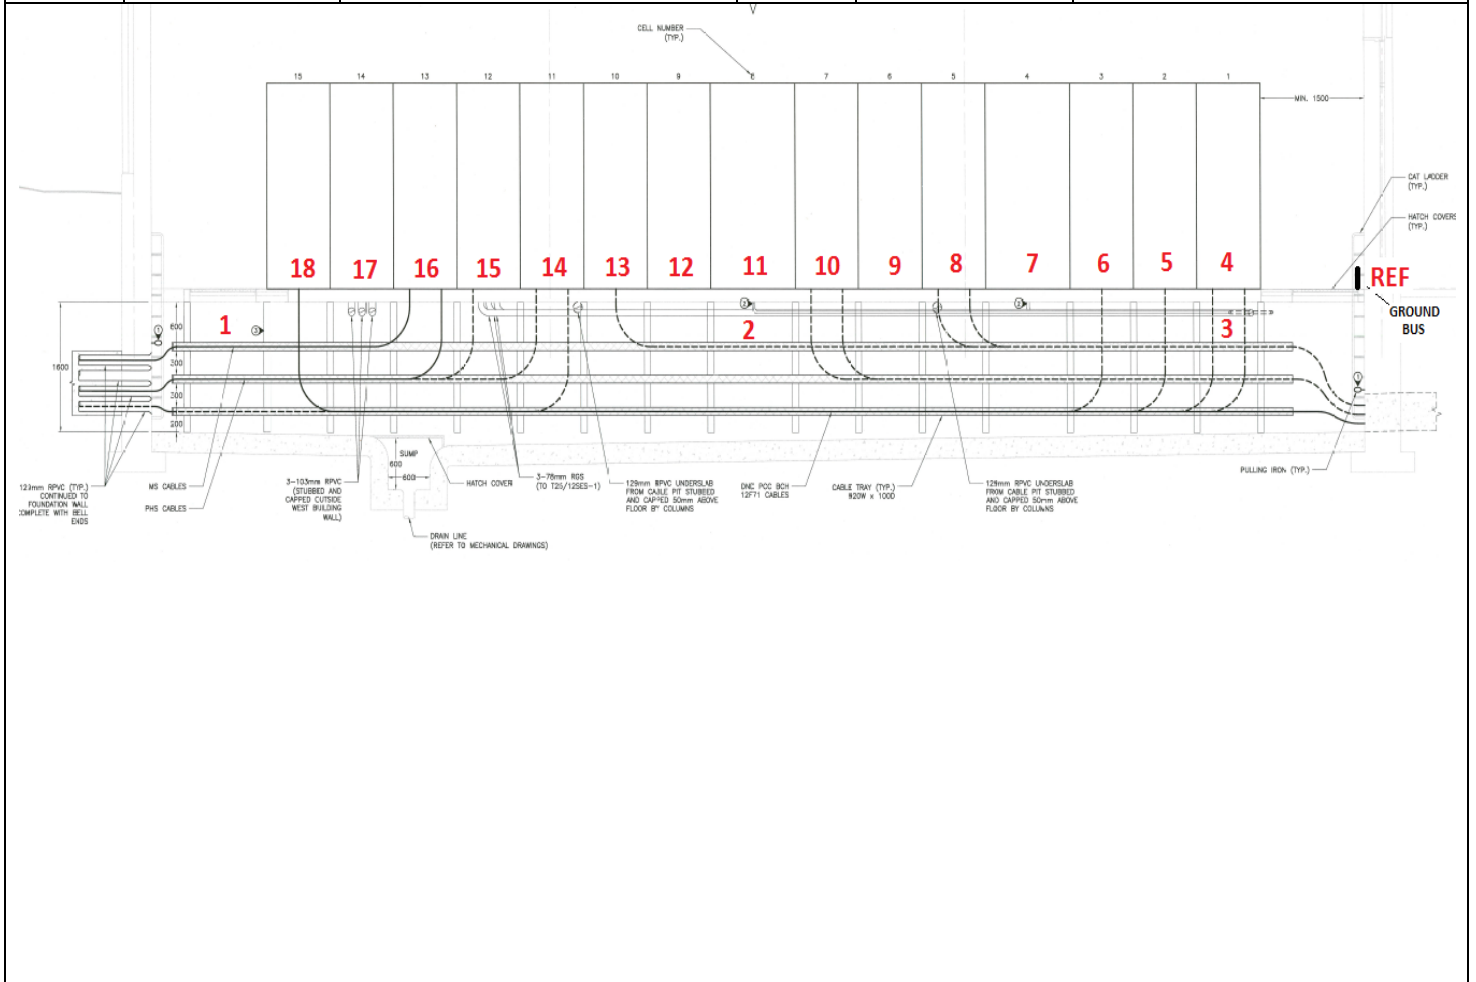 CELL NUMBER
(TYP.)
15 14 13 12 11 10 9 8 7 6 5 4 3 2 1
MIN. 1500
CAT LADDER
(TYP.)
HATCH COVERS
(TYP.)
18 17 16 15 14 13 12 11 10 9 8 7 6 5 4
REF
GROUND
BUS
1
2
3
600
300
300
200
1600
SUMP
600
600
HATCH COVER
MS CABLES
PHS CABLES
129mm RPVC (TYP.)
CONTINUED TO
FOUNDATION WALL
COMPLETE WITH BELL
ENDS
3-103mm RPVC
(STUBBED AND
CAPPED OUTSIDE
WEST BUILDING
WALL)
3-78mm RGS
(TO T25/12SES-1)
129mm RPVC UNDERSLAB
FROM CABLE PIT STUBBED
AND CAPPED 50mm ABOVE
FLOOR BY COLUMNS
PCC BCH
12F71 CABLES
CABLE TRAY (TYP.)
129mm RPVC UNDERSLAB
FROM CABLE PIT STUBBED
AND CAPPED 50mm ABOVE
FLOOR BY COLUMNS
PULLING IRON (TYP.)
DRAIN LINE
(REFER TO MECHANICAL DRAWINGS)